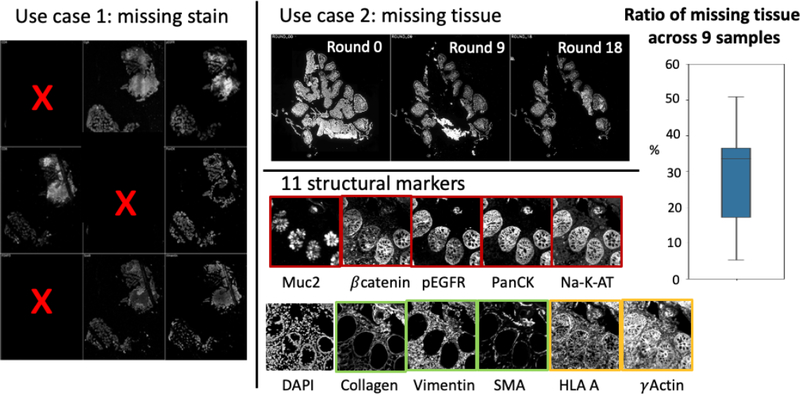 Use case 1: missing stain
X
X
X
Use case 2: missing tissue
ROUND_00
Round 0
Round 9
ROUND_18
Round 18
11 structural markers
Muc2
βcatenin
pEGFR
PanCK
Na-K-AT
DAPI
Collagen
Vimentin
SMA
HLA A
γActin
Ratio of missing tissue
across 9 samples
60
50
40
%
30
20
10
0